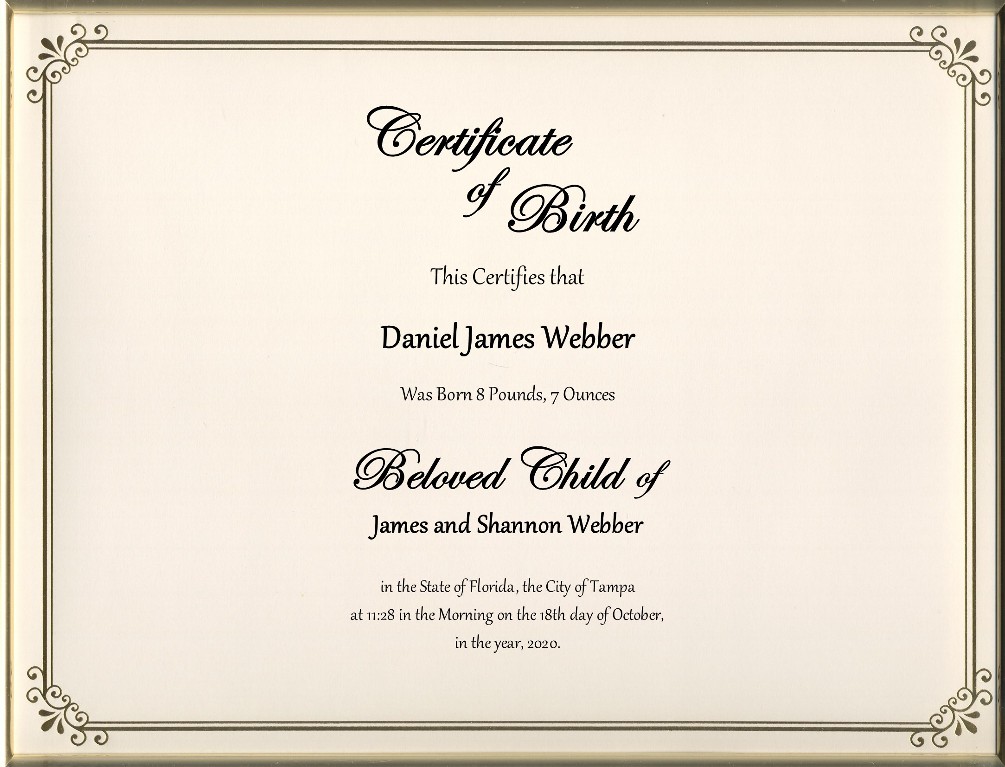 Certificate
of
Birth
This Certifies that
Daniel James Webber
Was Born 8 Pounds, 7 Ounces
Beloved Child of
James and Shannon Webber
in the State of Florida, the City of Tampa
at 11:28 in the Morning on the 18th day of October,
in the year, 2020.